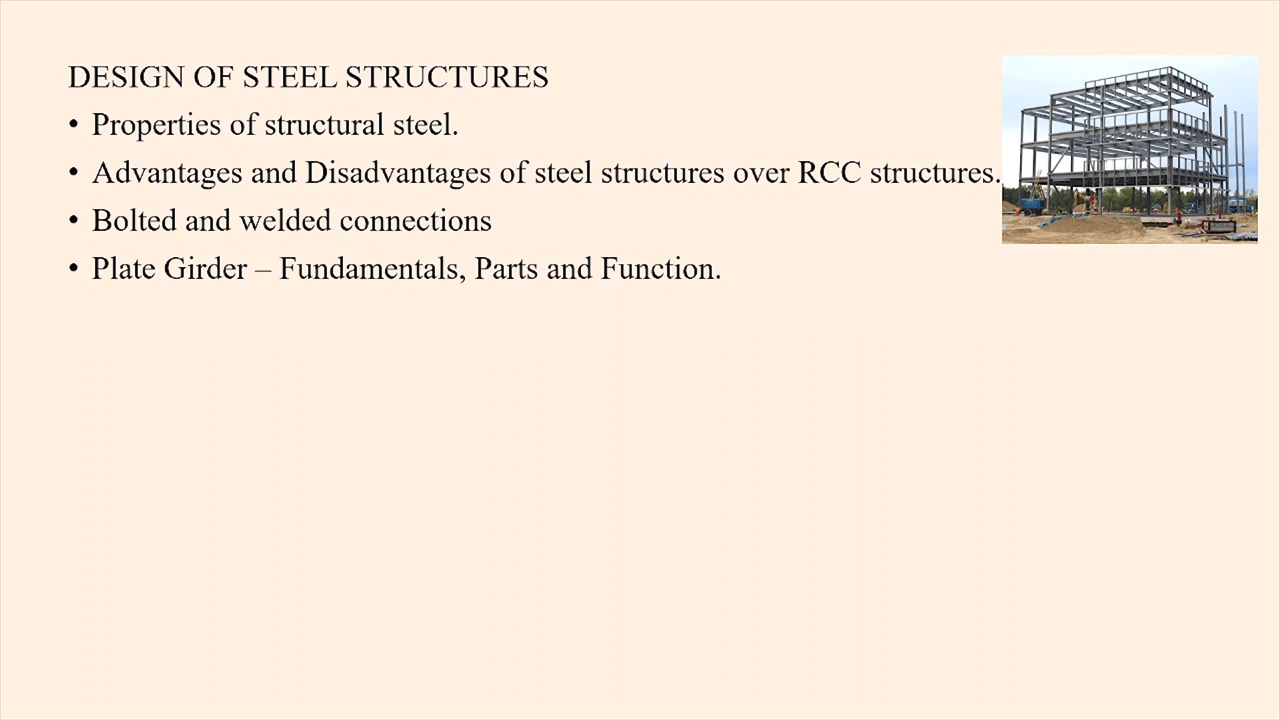 DESIGN OF STEEL STRUCTURES
• Properties of structural steel.
• Advantages and Disadvantages of steel structures over RCC structures.
• Bolted and welded connections
• Plate Girder – Fundamentals, Parts and Function.